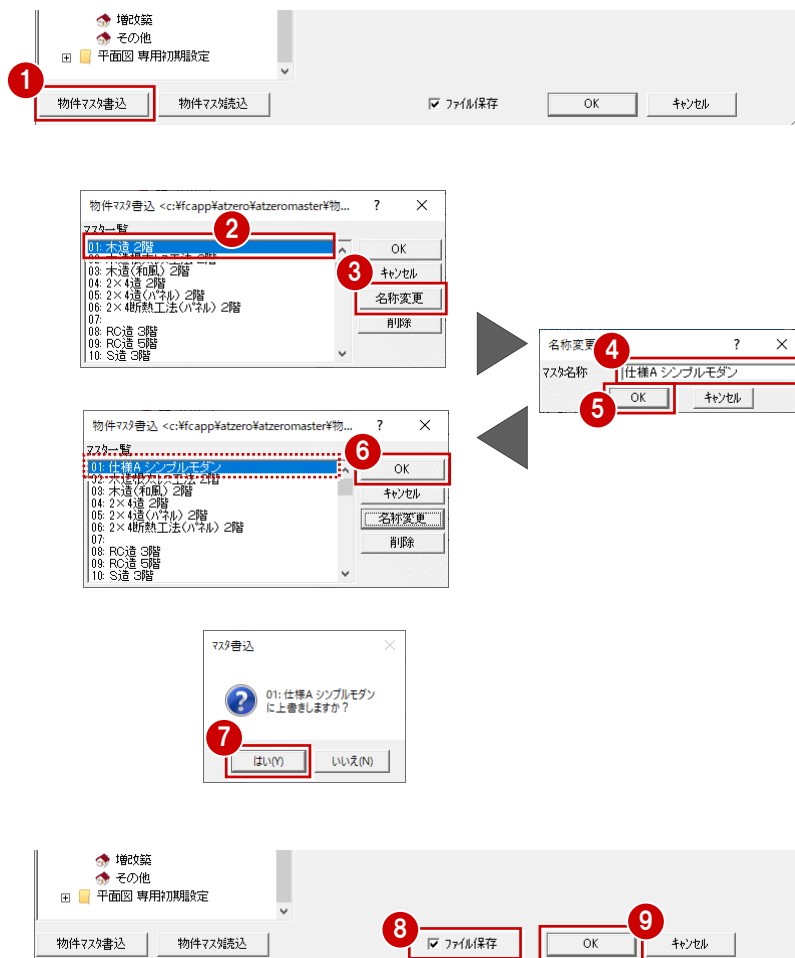 増改築
その他
平面図 専用初期設定
1
物件マスタ書込 物件マスタ読込 ファイル保存 OK キャンセル
物件マスタ書込 <c:¥fcapp¥atzero¥atzeromaster¥物... ? ×
マスター覧
2
01: 木造 2階
OK
03: 木造(和風) 2階
3
キャンセル
04: 2×4造 2階
05: 2×4造(パネル) 2階
名称変更
06: 2×4断熱工法(パネル) 2階
07:
削除
08: RC造 3階
09: RC造 5階
10: S造 3階
名称変更 ? ×
4
マスタ名称 仕様A シンプルモダン
5
OK キャンセル
物件マスタ書込 <c:¥fcapp¥atzero¥atzeromaster¥物... ? ×
マスター覧
6
01: 仕様A シンプルモダン
OK
03: 木造(和風) 2階
キャンセル
04: 2×4造 2階
05: 2×4造(パネル) 2階
名称変更
06: 2×4断熱工法(パネル) 2階
07:
削除
08: RC造 3階
09: RC造 5階
10: S造 3階
マスタ書込
01: 仕様A シンプルモダン
に上書きしますか?
7
はい(Y) いいえ(N)
増改築
その他
平面図 専用初期設定
8
9
物件マスタ書込 物件マスタ読込 ファイル保存 OK キャンセル